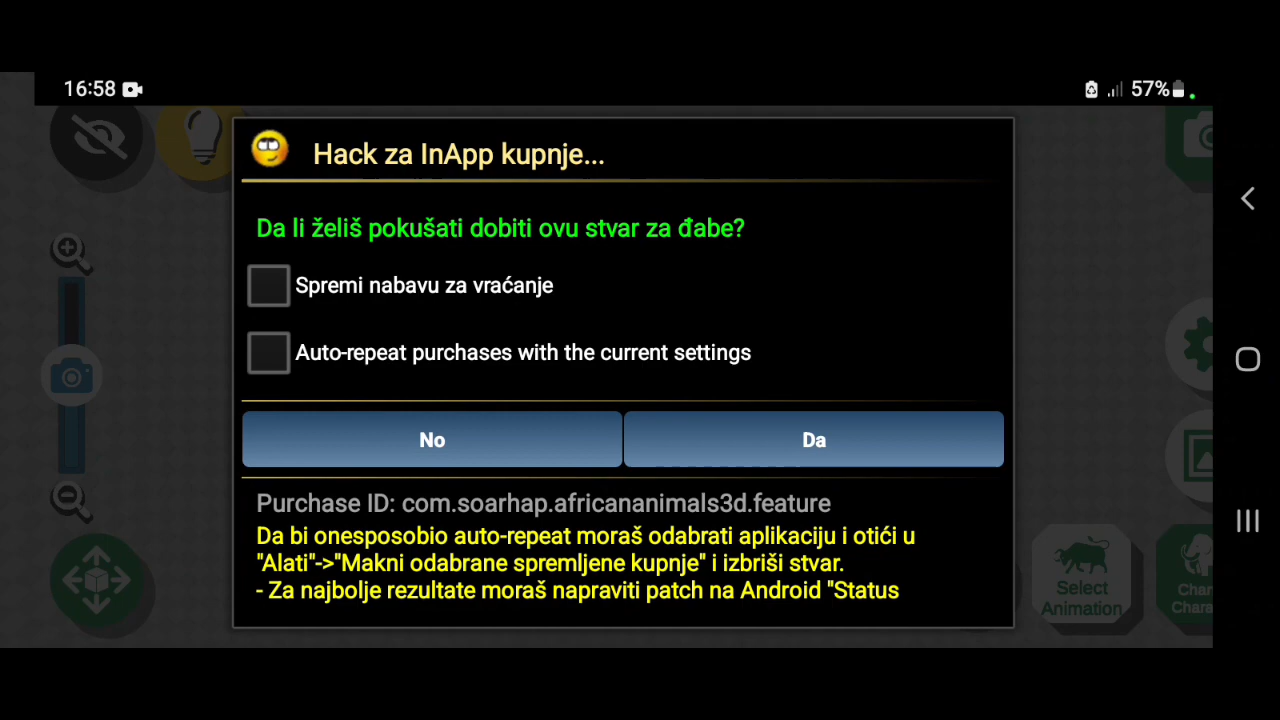 16:58
57%
Hack za InApp kupnje...
Da li želiš pokušati dobiti ovu stvar za đabe?
Spremi nabavu za vraćanje
Auto-repeat purchases with the current settings
No
Da
Purchase ID: com.soarhap.africananimals3d.feature
Da bi onesposobio auto-repeat moraš odabrati aplikaciju i otići u
"Alati"->"Makni odabrane spremljene kupnje" i izbriši stvar.
- Za najbolje rezultate moraš napraviti patch na Android "Status
Select
Animation
Chan
Chara